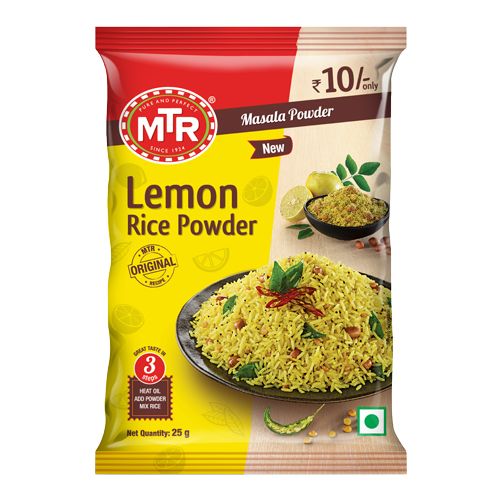 ₹10/-only
PURE AND PERFECT
MTR
SINCE 1924
Masala Powder
New
Lemon
Rice Powder
MTR
ORIGINAL
RECIPE
GREAT TASTE IN
3
steps
HEAT OIL
ADD POWDER
MIX RICE
Net Quantity: 25 g